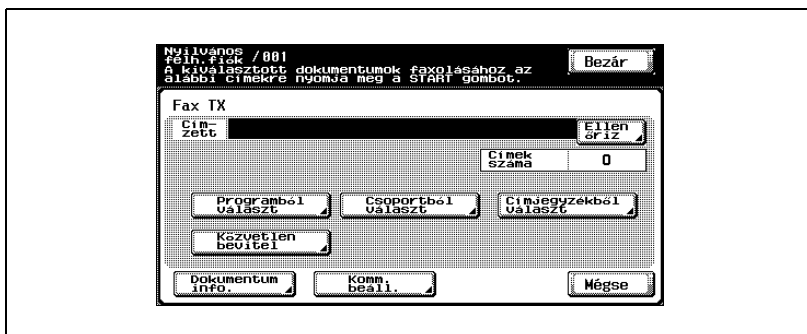 Nyilvános
felh.fiók /001
A kiválasztott dokumentumok faxolásához az
alábbi címekre nyomja meg a START gombot.
Bezár
Fax TX
Cím-
zett
Ellen
őriz
Címek
száma
0
Programból
választ
Csoportból
választ
Címjegyzékből
választ
Közvetlen
bevitel
Dokumentum
info.
Komm.
beáll.
Mégse